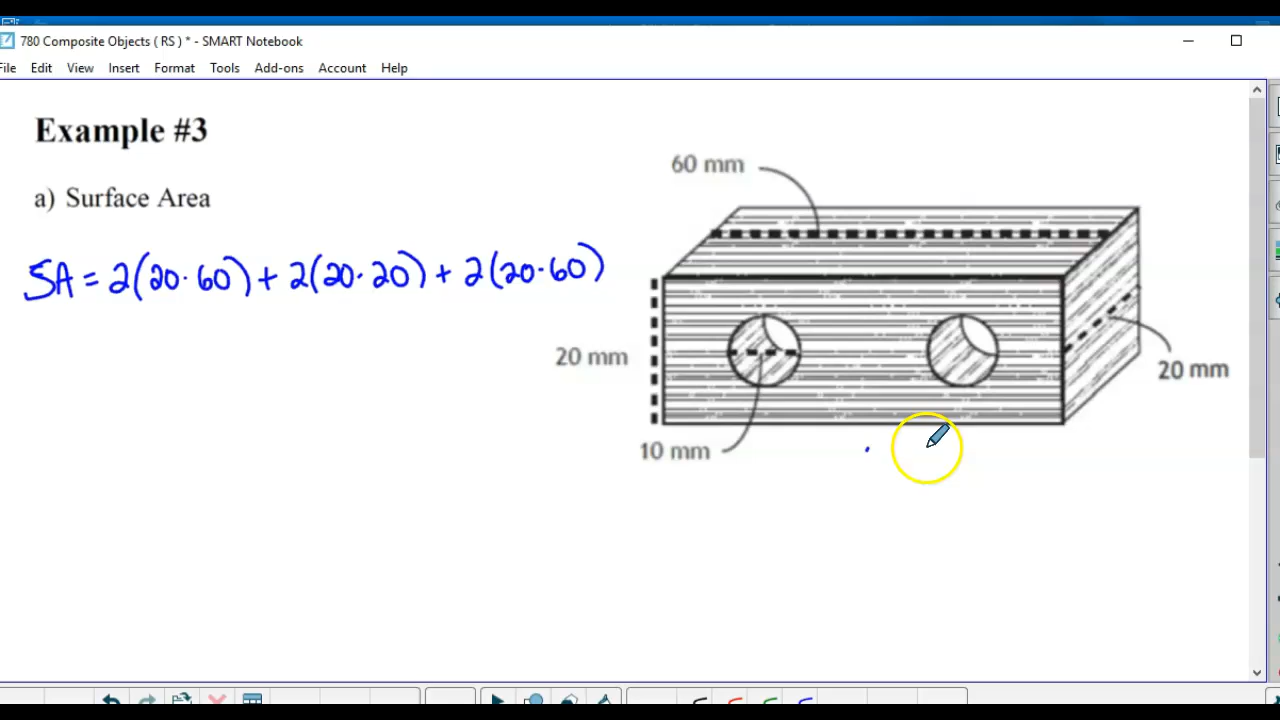 780 Composite Objects ( RS ) * - SMART Notebook
File Edit View Insert Format Tools Add-ons Account Help
Example #3
60 mm
a) Surface Area
SA = 2(20·60) + 2(20·20) + 2(20·60)
20 mm
20 mm
10 mm